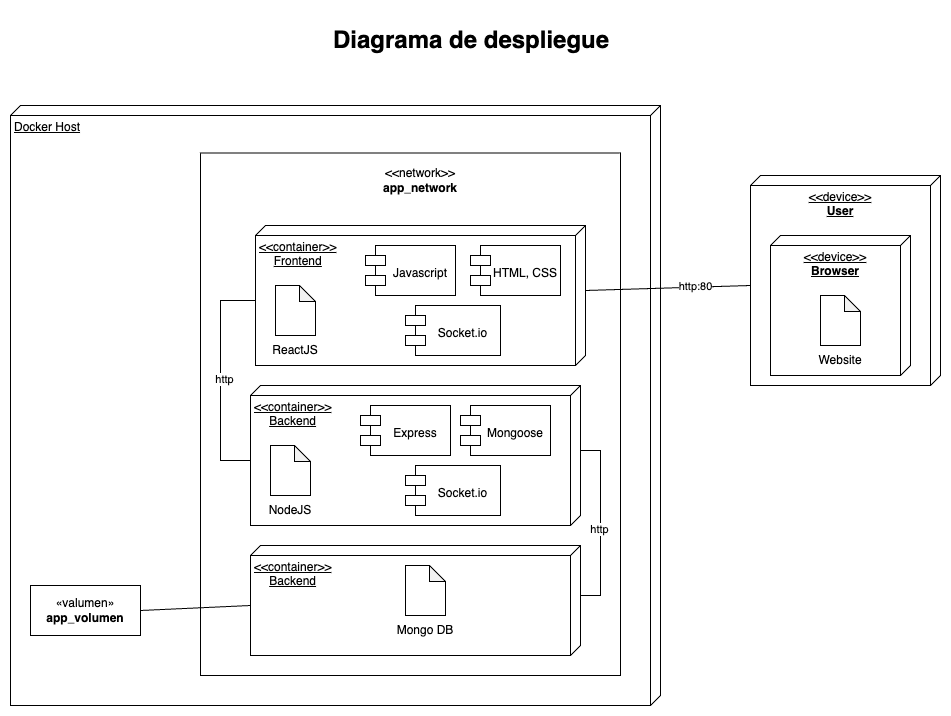 Diagrama de despliegue
Docker Host
<<network>>
app_network
<<container>>
Frontend
Javascript
HTML, CSS
ReactJS
Socket.io
http
<<container>>
Backend
Express
Mongoose
NodeJS
Socket.io
http
<<container>>
Backend
Mongo DB
«valumen»
app_volumen
http:80
<<device>>
User
<<device>>
Browser
Website